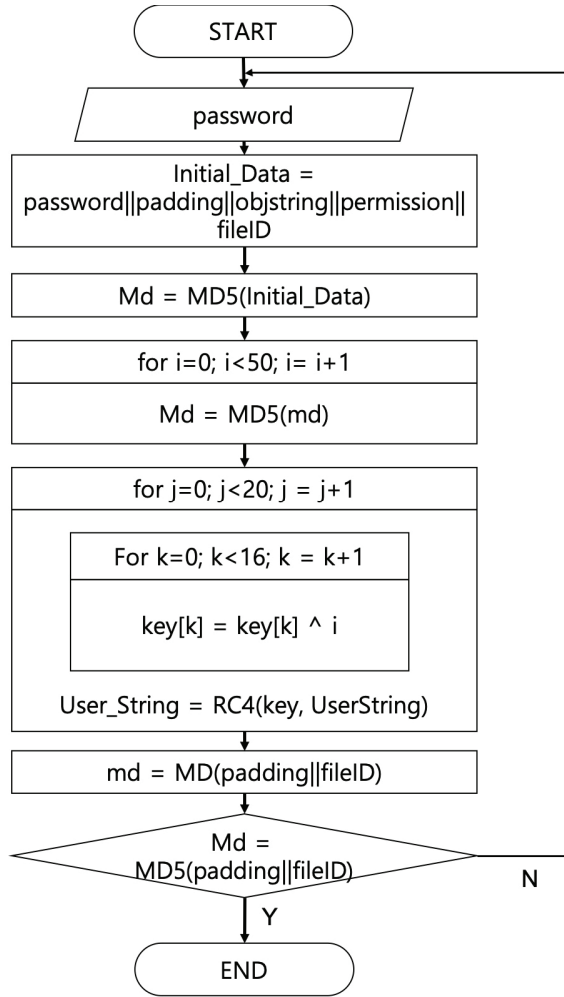 START
password
Initial_Data =
password||padding||objstring||permission||
fileID
Md = MD5(Initial_Data)
for i=0; i<50; i= i+1
Md = MD5(md)
for j=0; j<20; j = j+1
For k=0; k<16; k = k+1
key[k] = key[k] ^ i
User_String = RC4(key, UserString)
md = MD(padding||fileID)
Md =
MD5(padding||fileID)
N
Y
END